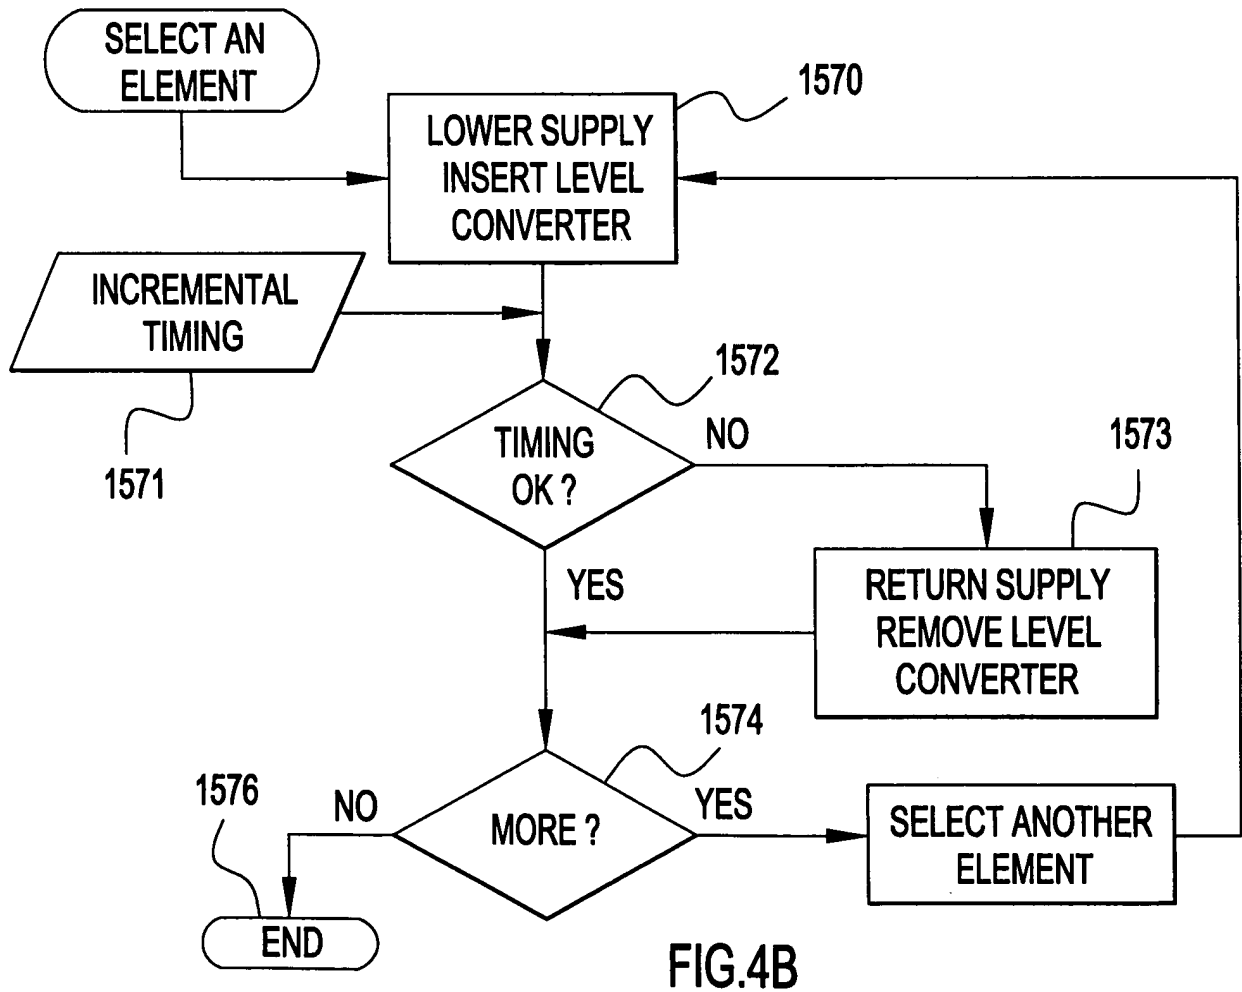 SELECT AN
ELEMENT
1570
LOWER SUPPLY
INSERT LEVEL
CONVERTER
INCREMENTAL
TIMING
1571
1572
TIMING
OK ?
NO
YES
1573
RETURN SUPPLY
REMOVE LEVEL
CONVERTER
1574
MORE ?
NO
YES
1576
SELECT ANOTHER
ELEMENT
END
FIG.4B